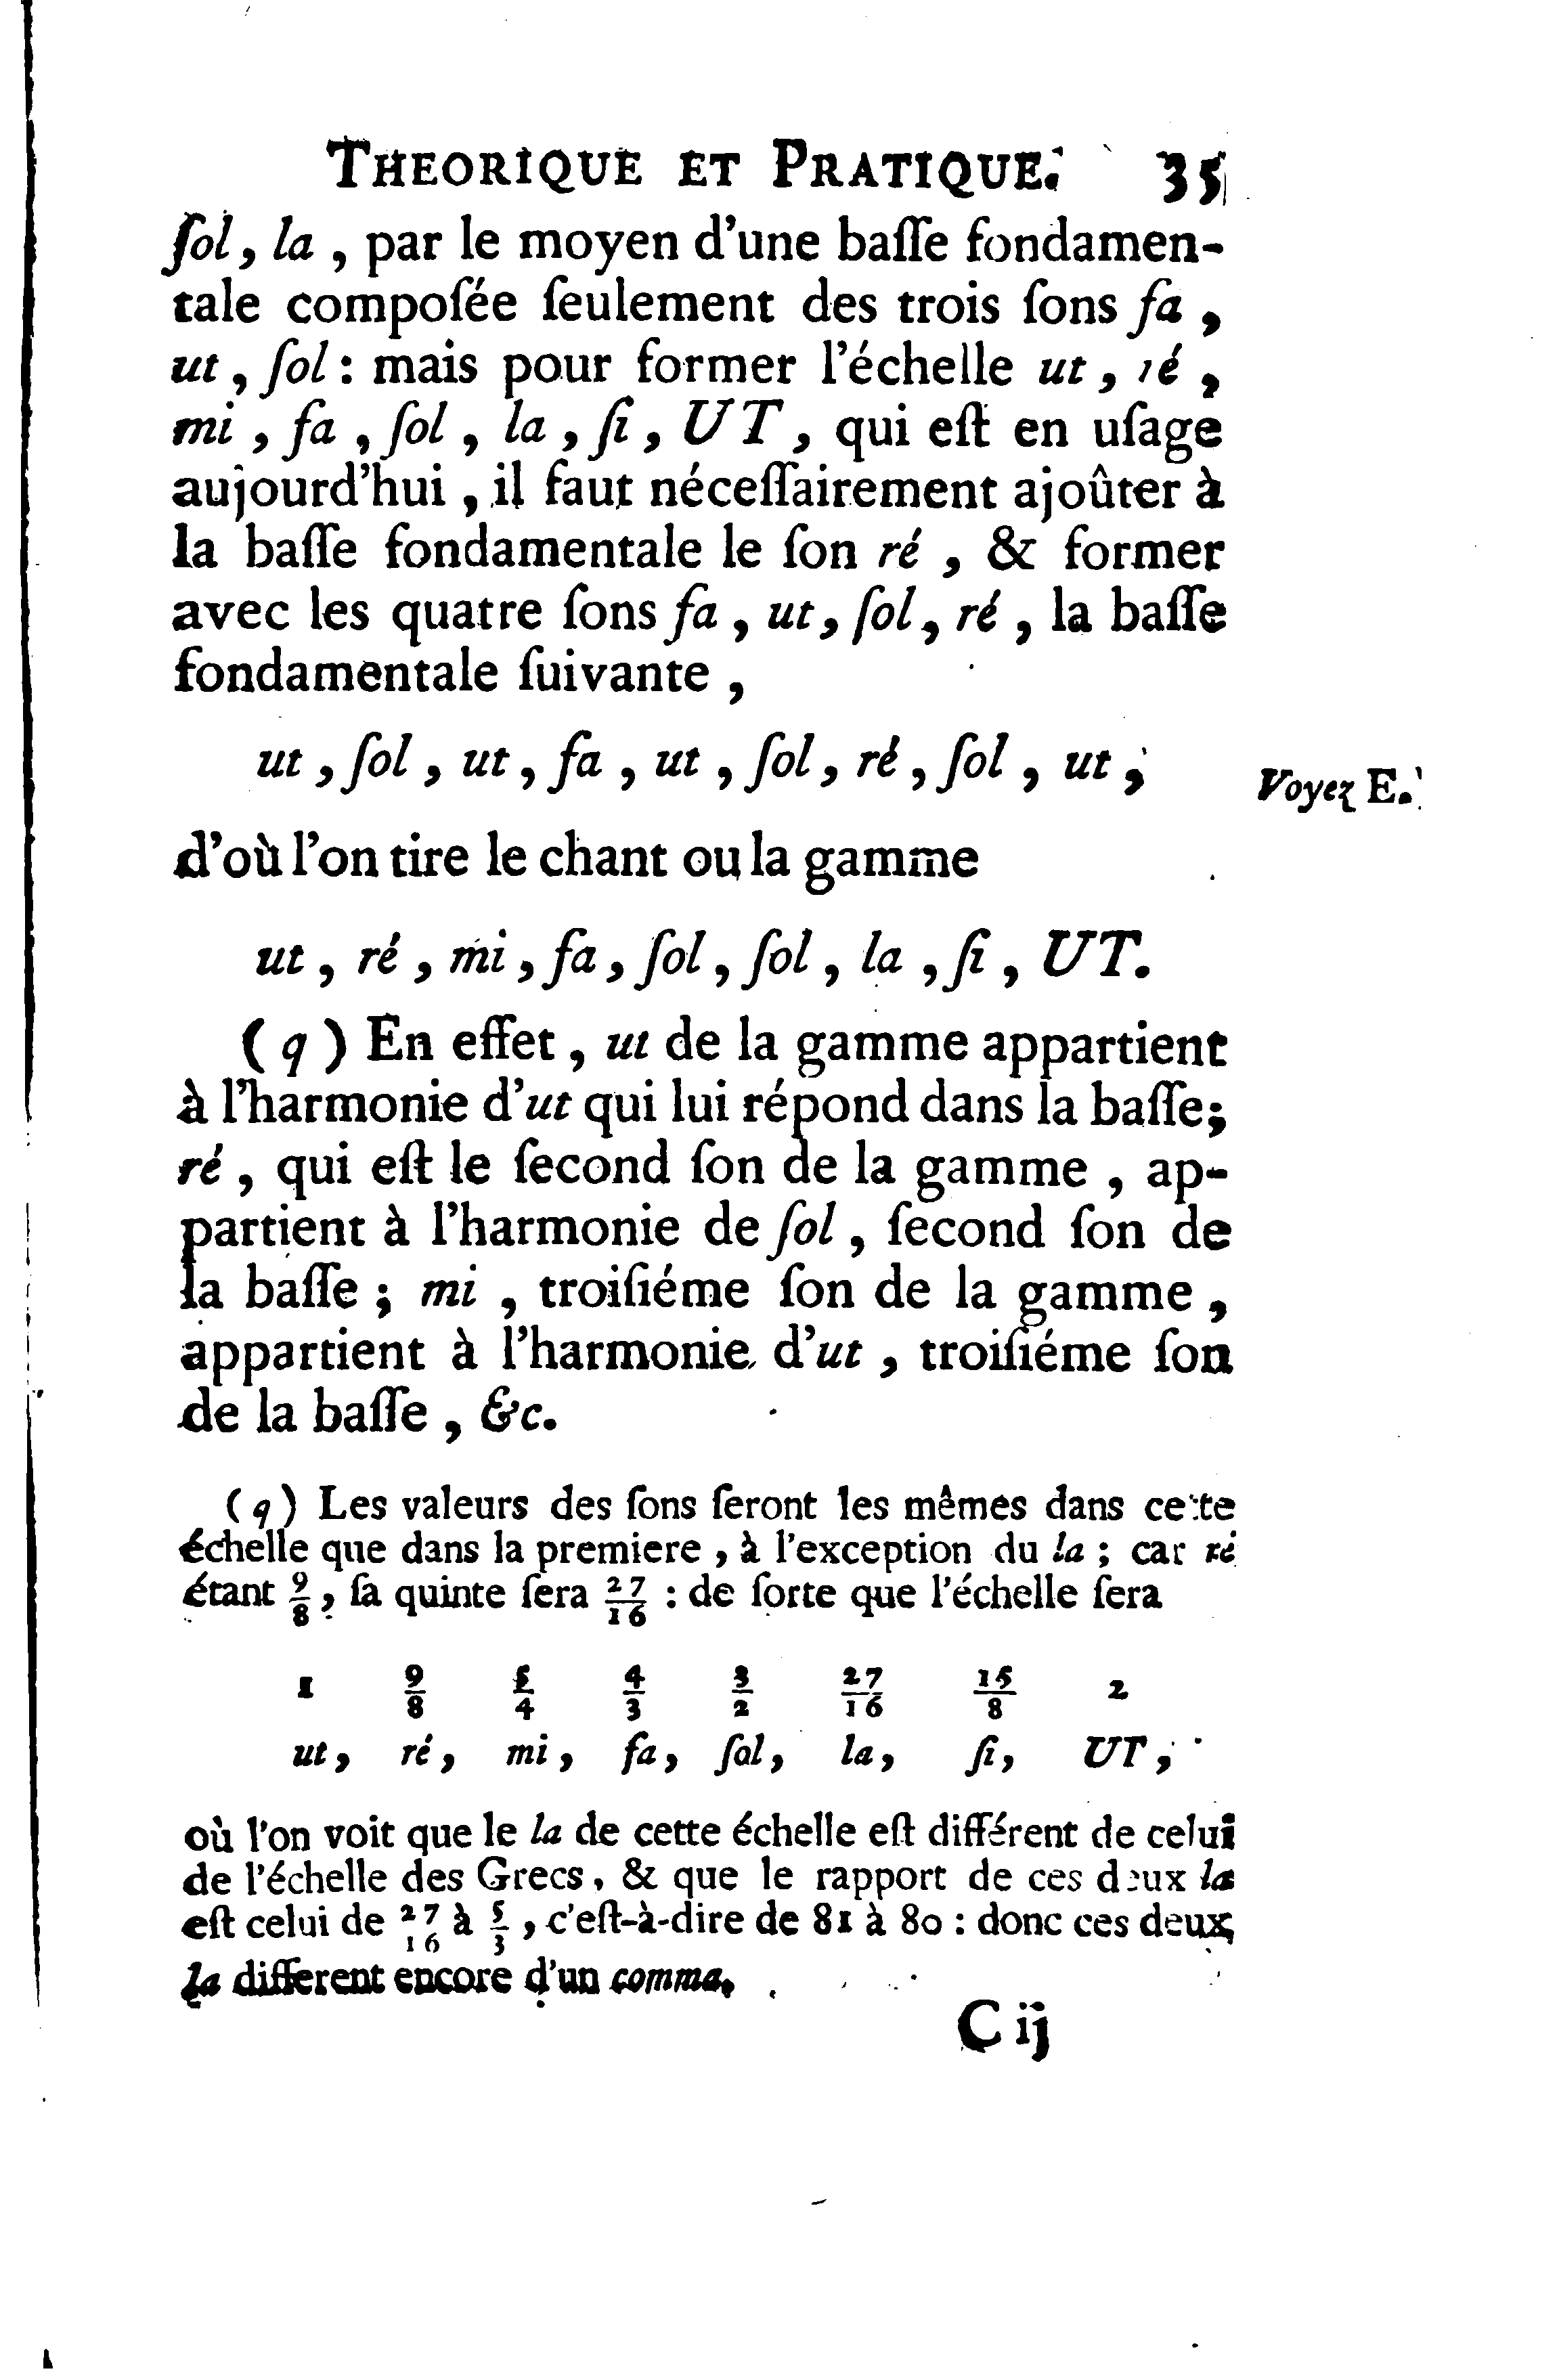 THEORIQUE ET PRATIQUE. 35
ſol, la, par le moyen d'une baſſe fondamen-
tale compoſée ſeulement des trois ſons fa,
ut, ſol : mais pour former l'échelle ut, ré,
mi, fa, ſol, la, ſi, UT, qui eſt en uſage
aujourd'hui, il faut néceſſairement ajoûter à
la baſſe fondamentale le ſon ré, & former
avec les quatre ſons fa, ut, ſol, ré, la baſſe
fondamentale ſuivante,
ut, ſol, ut, fa, ut, ſol, ré, ſol, ut;
Voyez E.
d'où l'on tire le chant ou la gamme
ut, ré, mi, fa, ſol, ſol, la, ſi, UT.
(q) En effet, ut de la gamme appartient
à l'harmonie d'ut qui lui répond dans la baſſe;
ré, qui eſt le ſecond ſon de la gamme, ap-
partient à l'harmonie de ſol, ſecond ſon de
la baſſe ; mi, troiſiéme ſon de la gamme,
appartient à l'harmonie d'ut, troiſiéme ſon
de la baſſe, &c.
(q) Les valeurs des ſons ſeront les mêmes dans cette
échelle que dans la premiere, à l'exception du la ; car ré
étant 9/8, ſa quinte ſera 27/16 : de ſorte que l'échelle ſera
1 9/8 5/4 4/3 3/2 27/16 15/8 2
ut, ré, mi, fa, ſol, la, ſi, UT,
où l'on voit que le la de cette échelle eſt différent de celui
de l'échelle des Grecs, & que le rapport de ces deux la
eſt celui de 27/16 à 5/3, c'eſt-à-dire de 81 à 80 : donc ces deux
la different encore d'un comma.
C ij